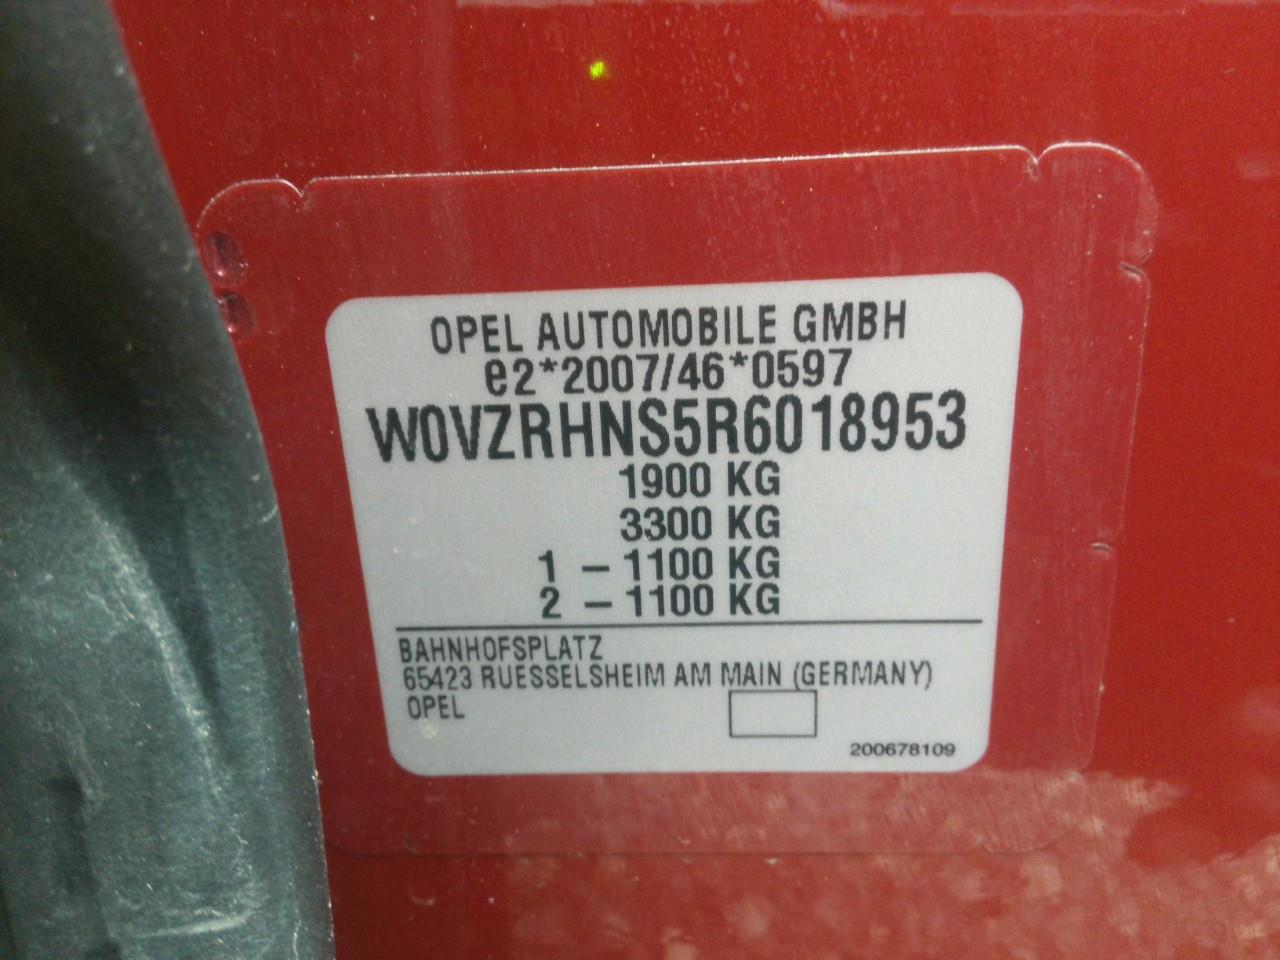 OPEL AUTOMOBILE GMBH
e2*2007/46*0597
W0VZRHNS5R6018953
1900 KG
3300 KG
1 – 1100 KG
2 – 1100 KG
BAHNHOFSPLATZ
65423 RUESSELSHEIM AM MAIN (GERMANY)
OPEL
200678109